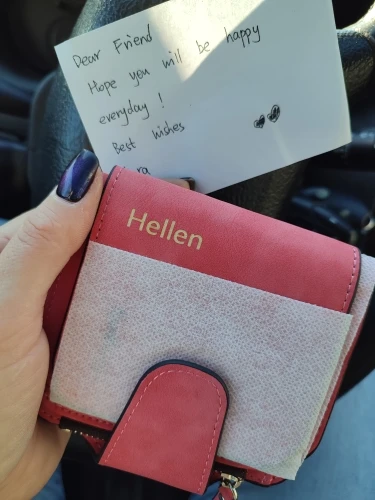 Dear Friend
Hope you will be happy
everyday !
Best wishes
Hellen